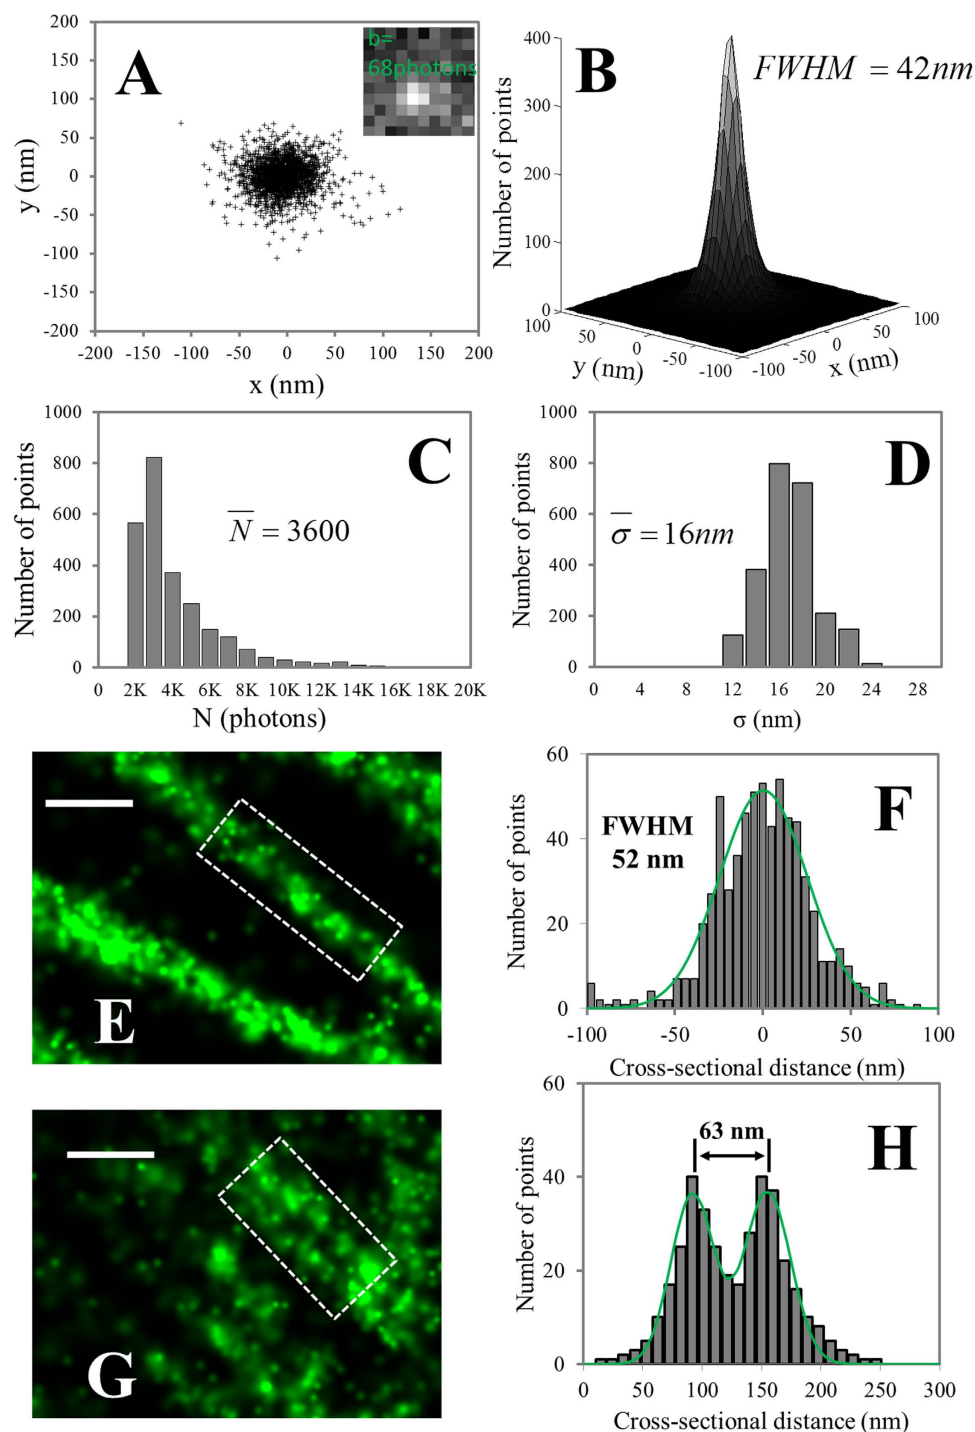 A
b=
68photons
200
150
100
50
0
-50
-100
-150
-200
-200 -150 -100 -50 0 50 100 150 200
y (nm)
x (nm)
B
FWHM = 42nm
400
300
200
100
0
Number of points
100 50 0 -50 -100
y (nm)
-100 -50 0 50 100
x (nm)
C
N = 3600
1000
800
600
400
200
0
Number of points
0 2K 4K 6K 8K 10K 12K 14K 16K 18K 20K
N (photons)
D
σ = 16nm
1000
800
600
400
200
0
Number of points
0 4 8 12 16 20 24 28
σ (nm)
E
F
FWHM
52 nm
60
40
20
0
Number of points
-100 -50 0 50 100
Cross-sectional distance (nm)
G
H
63 nm
60
40
20
0
Number of points
0 50 100 150 200 250 300
Cross-sectional distance (nm)